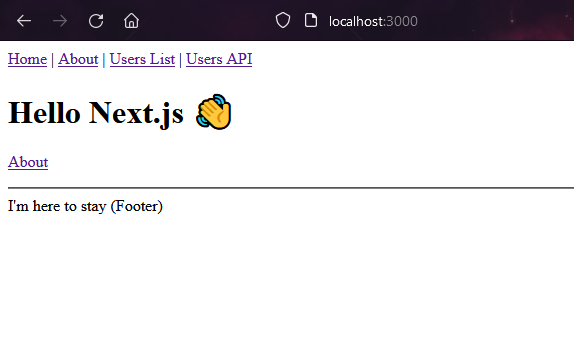 localhost:3000
Home | About | Users List | Users API
Hello Next.js 👋
About
I'm here to stay (Footer)